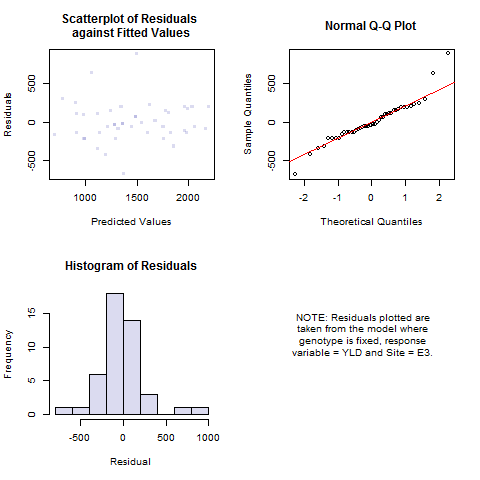 Scatterplot of Residuals
against Fitted Values
Residuals
500
0
-500
1000
1500
2000
Predicted Values
Normal Q-Q Plot
Sample Quantiles
500
0
-500
-2
-1
0
1
2
Theoretical Quantiles
Histogram of Residuals
Frequency
15
10
5
0
-500
0
500
1000
Residual
NOTE: Residuals plotted are
taken from the model where
genotype is fixed, response
variable = YLD and Site = E3.